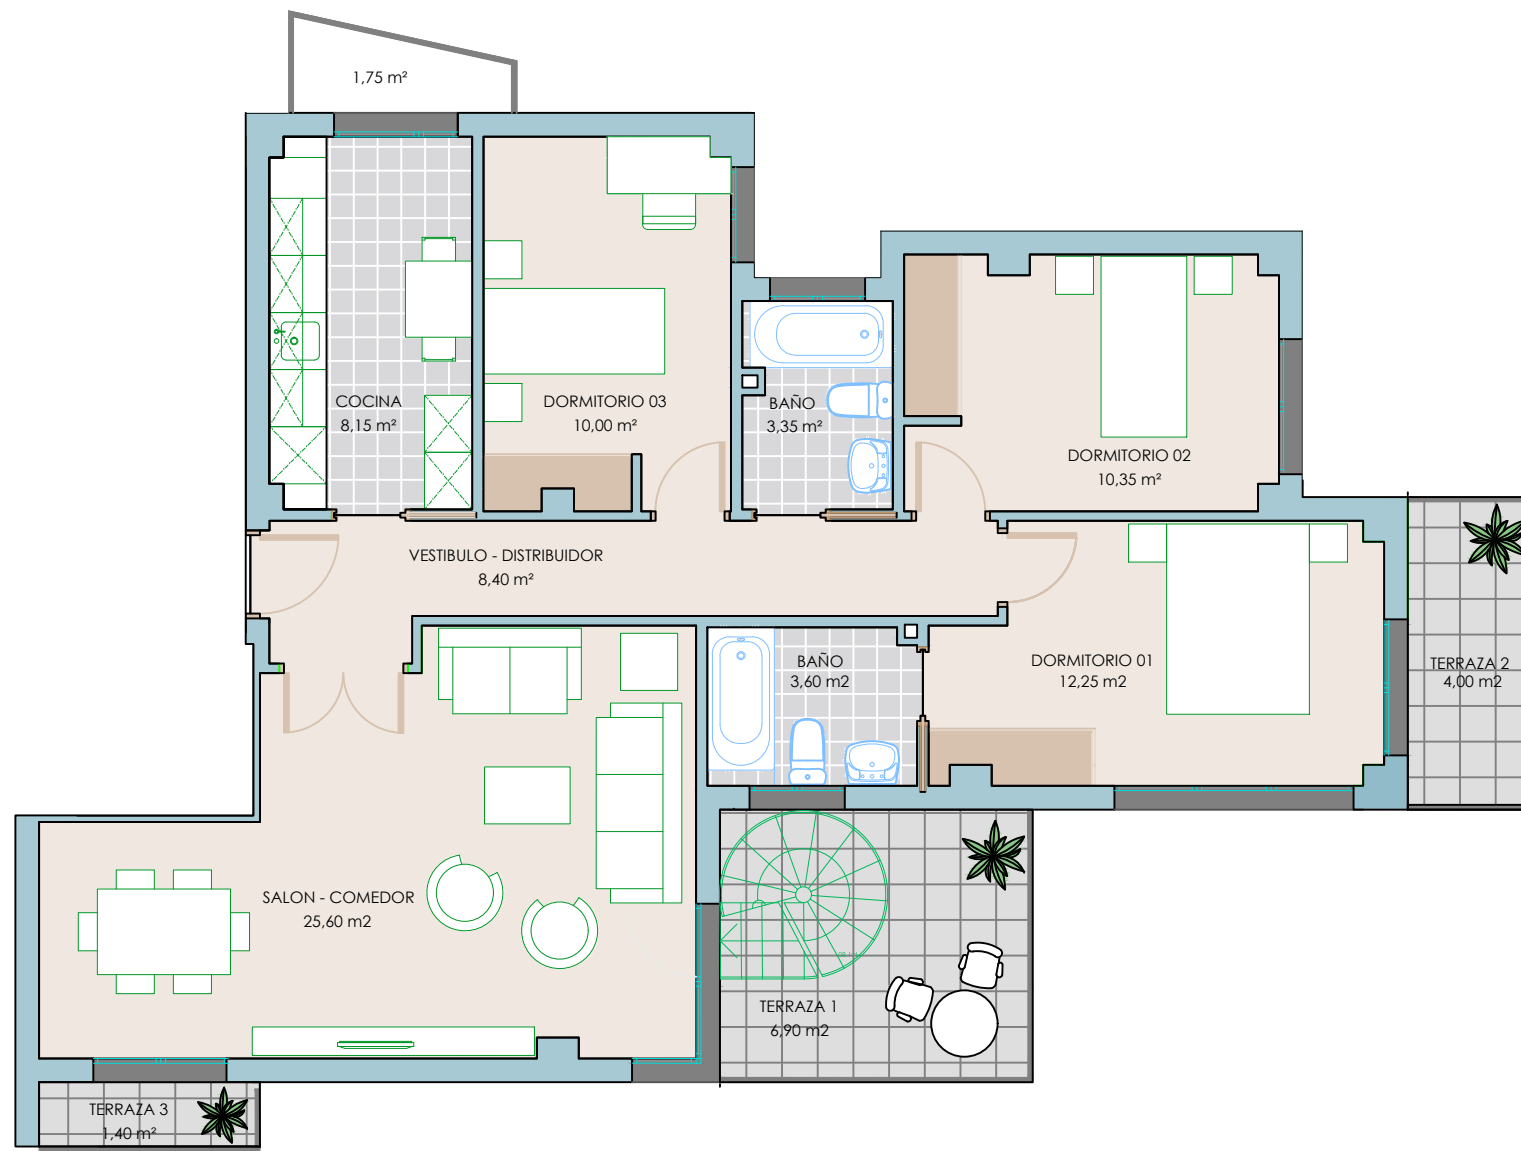 1,75 m²
COCINA
8,15 m²
DORMITORIO 03
10,00 m²
BAÑO
3,35 m²
DORMITORIO 02
10,35 m²
VESTIBULO - DISTRIBUIDOR
8,40 m²
BAÑO
3,60 m2
DORMITORIO 01
12,25 m2
TERRAZA 2
4,00 m2
SALON - COMEDOR
25,60 m2
TERRAZA 1
6,90 m2
TERRAZA 3
1,40 m²